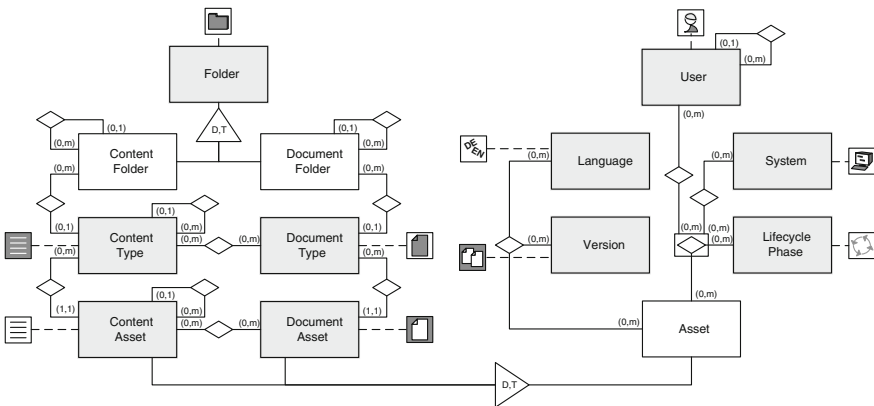 Folder
D,T
(0,1)
(0,m)
Content
Folder
(0,m)
Document
Folder
(0,1)
(0,m)
(0,m)
(0,1)
Content
Type
(0,1)
(0,m)
(0,m)
(0,m)
(0,m)
Document
Type
(0,1)
(0,m)
(1,1)
Content
Asset
(0,1)
(0,m)
(0,m)
(0,m)
Document
Asset
(1,1)
D,T
User
(0,1)
(0,m)
(0,m)
DE
EN
(0,m)
Language
System
(0,m)
(0,m)
Version
(0,m)
(0,m)
(0,m)
Lifecycle
Phase
(0,m)
(0,m)
Asset